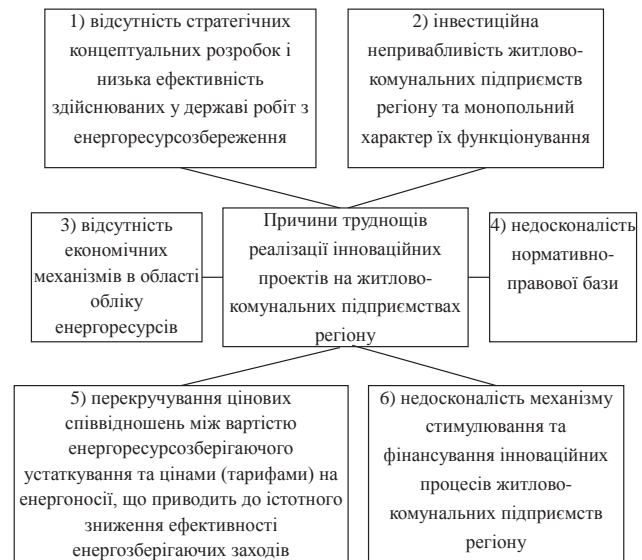 1) відсутність стратегічних
концептуальних розробок і
низька ефективність
здійснюваних у державі робіт з
енергоресурсозбереження
2) інвестиційна
непривабливість житлово-
комунальних підприємств
регіону та монопольний
характер їх функціонування
3) відсутність
економічних
механізмів в області
обліку
енергоресурсів
Причини труднощів
реалізації інноваційних
проектів на житлово-
комунальних підприємствах
регіону
4) недосконалість
нормативно-
правової бази
5) перекручування цінових
співвідношень між вартістю
енергоресурсозберігаючого
устаткування та цінами (тарифами) на
енергоносії, що приводить до істотного
зниження ефективності
енергозберігаючих заходів
6) недосконалість механізму
стимулювання та
фінансування інноваційних
процесів житлово-
комунальних підприємств
регіону